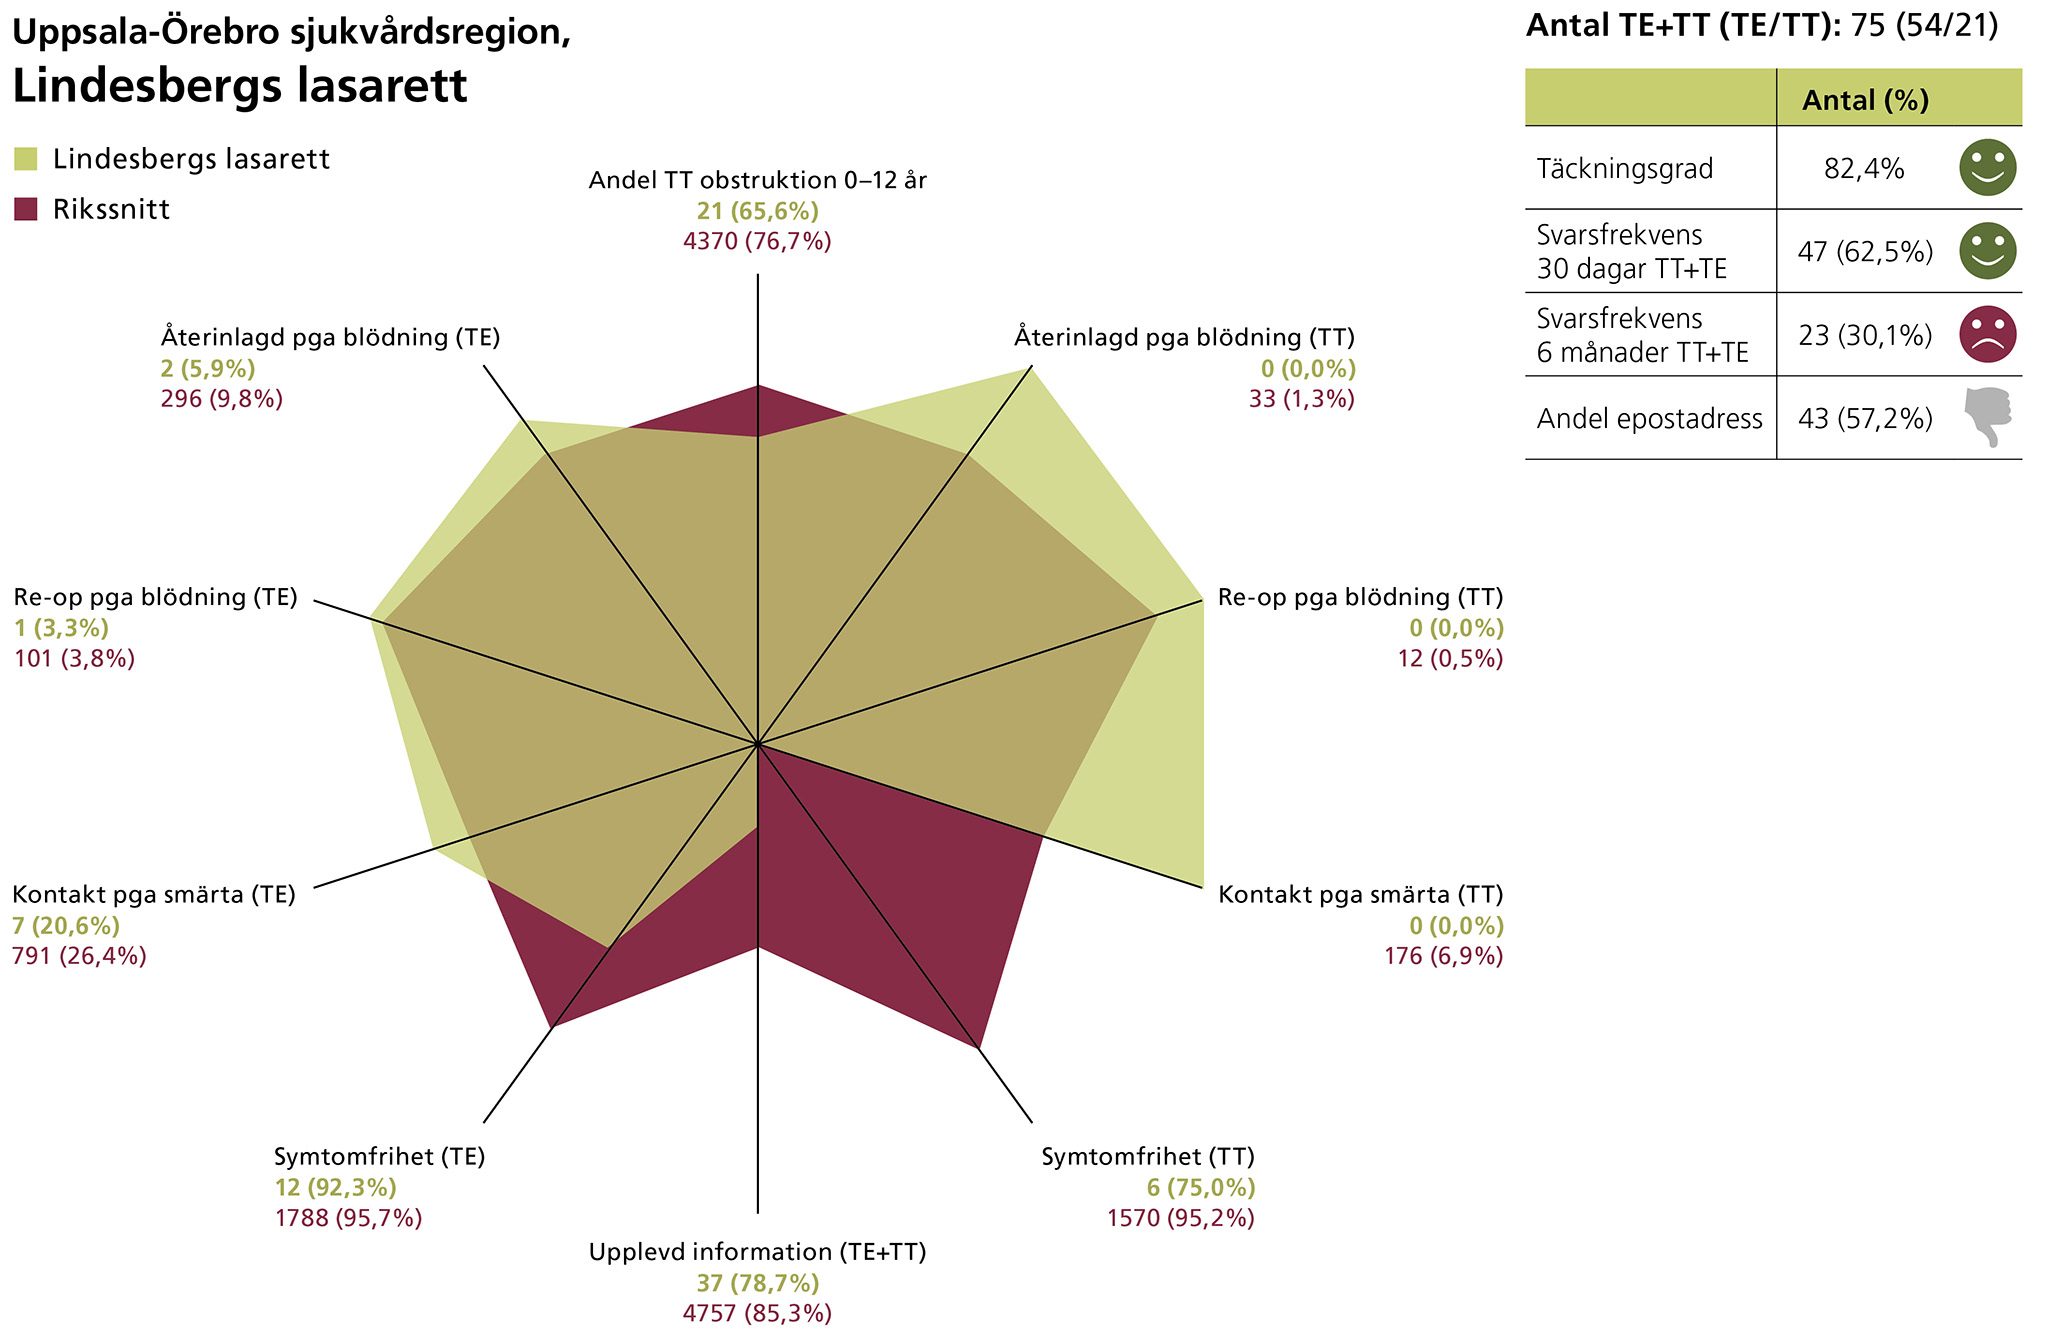 Uppsala-Örebro sjukvårdsregion,
Lindesbergs lasarett
Lindesbergs lasarett
Rikssnitt
Andel TT obstruktion 0–12 år
21 (65,6%)
4370 (76,7%)
Återinlagd pga blödning (TE)
2 (5,9%)
296 (9,8%)
Återinlagd pga blödning (TT)
0 (0,0%)
33 (1,3%)
Re-op pga blödning (TE)
1 (3,3%)
101 (3,8%)
Re-op pga blödning (TT)
0 (0,0%)
12 (0,5%)
Kontakt pga smärta (TE)
7 (20,6%)
791 (26,4%)
Kontakt pga smärta (TT)
0 (0,0%)
176 (6,9%)
Symtomfrihet (TE)
12 (92,3%)
1788 (95,7%)
Symtomfrihet (TT)
6 (75,0%)
1570 (95,2%)
Upplevd information (TE+TT)
37 (78,7%)
4757 (85,3%)
Antal TE+TT (TE/TT): 75 (54/21)
Antal (%)
Täckningsgrad 82,4%
Svarsfrekvens
30 dagar TT+TE 47 (62,5%)
Svarsfrekvens
6 månader TT+TE 23 (30,1%)
Andel epostadress 43 (57,2%)